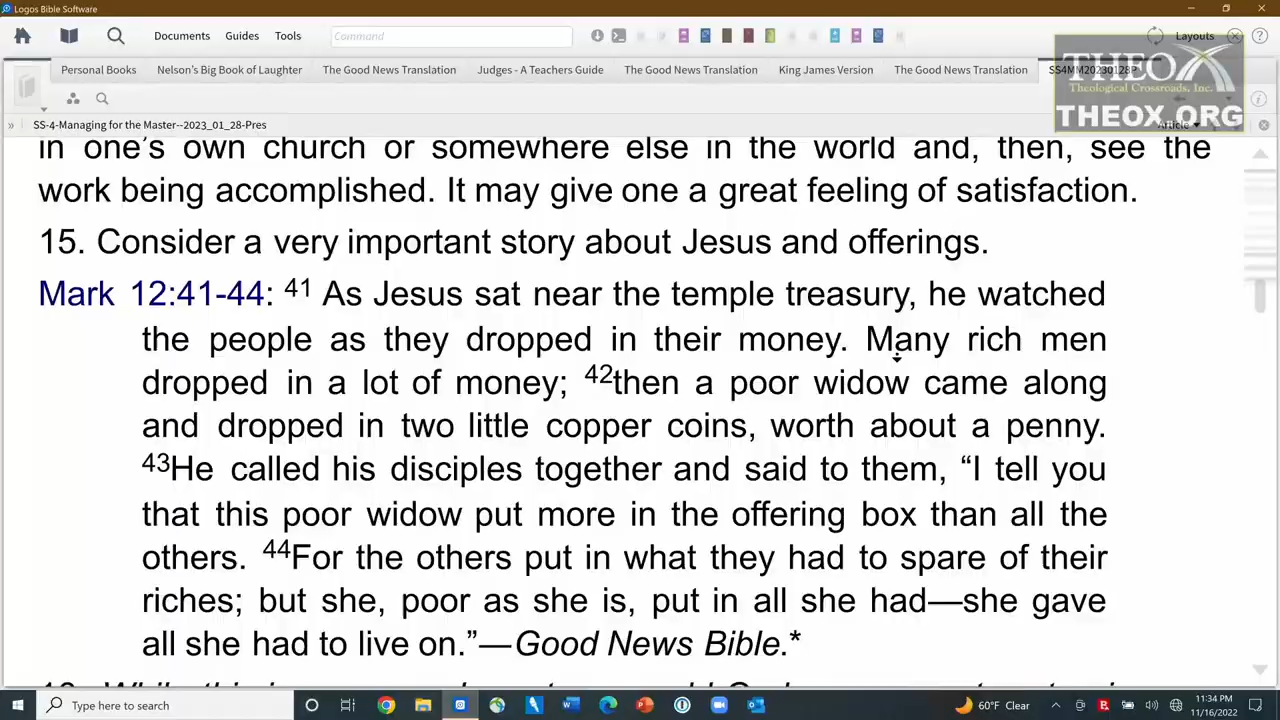 Logos Bible Software
Documents Guides Tools Command Layouts
Personal Books Nelson's Big Book of Laughter The C Judges - A Teachers Guide The Good News Translation King James Version The Good News Translation SS4MM20230128P
THEOX
Theological Crossroads, Inc.
THEOX.ORG
» SS-4-Managing for the Master--2023_01_28-Pres Article
in one's own church or somewhere else in the world and, then, see the
work being accomplished. It may give one a great feeling of satisfaction.
15. Consider a very important story about Jesus and offerings.
Mark 12:41-44: 41 As Jesus sat near the temple treasury, he watched
the people as they dropped in their money. Many rich men
dropped in a lot of money; 42then a poor widow came along
and dropped in two little copper coins, worth about a penny.
43He called his disciples together and said to them, “I tell you
that this poor widow put more in the offering box than all the
others. 44For the others put in what they had to spare of their
riches; but she, poor as she is, put in all she had—she gave
all she had to live on.”—Good News Bible.*
Type here to search 60°F Clear 11:34 PM
11/16/2022